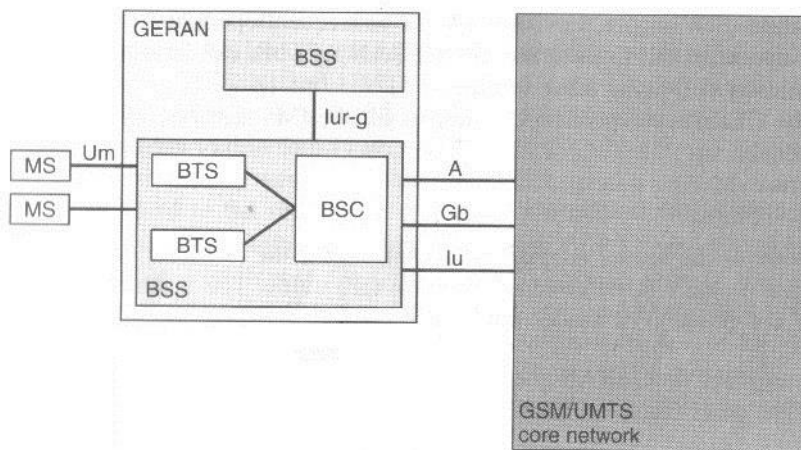 GERAN
BSS
Iur-g
MS
Um
BTS
A
BSC
Gb
MS
BTS
Iu
BSS
GSM/UMTS
core network